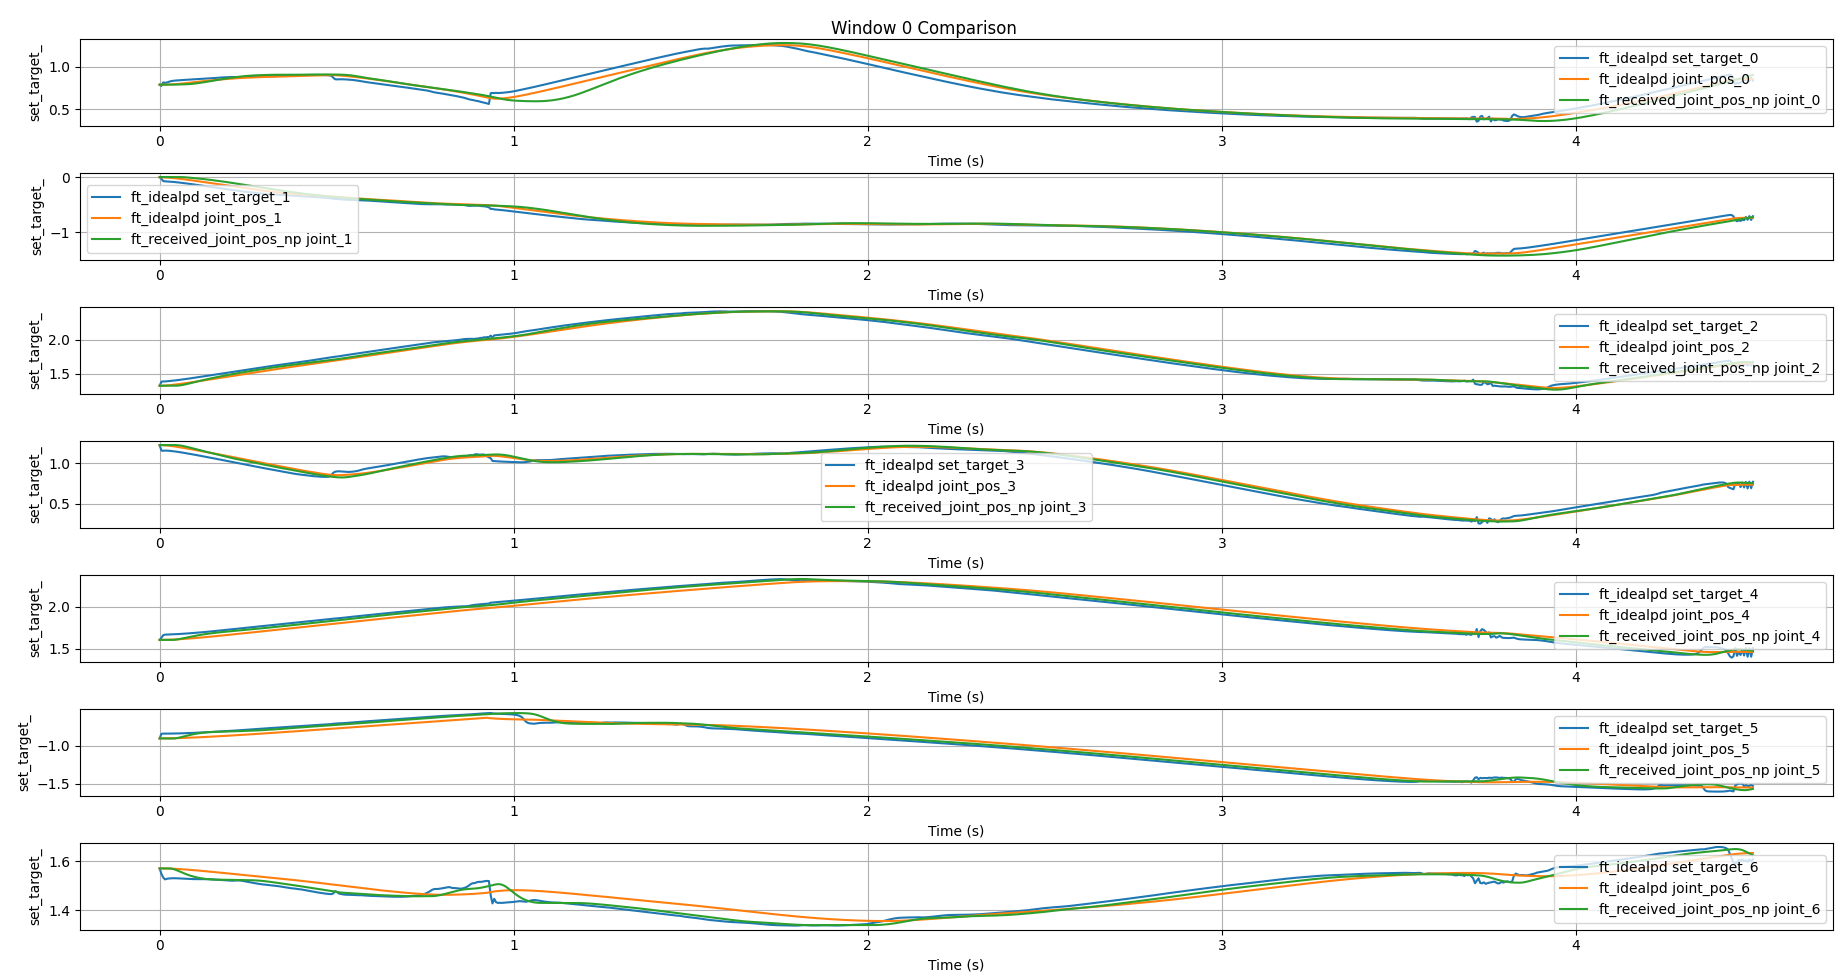 Window 0 Comparison
set_target_
1.0
0.5
ft_idealpd set_target_0
ft_idealpd joint_pos_0
ft_received_joint_pos_np joint_0
0 1 2 3 4
Time (s)
set_target_
0
−1
ft_idealpd set_target_1
ft_idealpd joint_pos_1
ft_received_joint_pos_np joint_1
0 1 2 3 4
Time (s)
set_target_
2.0
1.5
ft_idealpd set_target_2
ft_idealpd joint_pos_2
ft_received_joint_pos_np joint_2
0 1 2 3 4
Time (s)
set_target_
1.0
0.5
ft_idealpd set_target_3
ft_idealpd joint_pos_3
ft_received_joint_pos_np joint_3
0 1 2 3 4
Time (s)
set_target_
2.0
1.5
ft_idealpd set_target_4
ft_idealpd joint_pos_4
ft_received_joint_pos_np joint_4
0 1 2 3 4
Time (s)
set_target_
−1.0
−1.5
ft_idealpd set_target_5
ft_idealpd joint_pos_5
ft_received_joint_pos_np joint_5
0 1 2 3 4
Time (s)
set_target_
1.6
1.4
ft_idealpd set_target_6
ft_idealpd joint_pos_6
ft_received_joint_pos_np joint_6
0 1 2 3 4
Time (s)